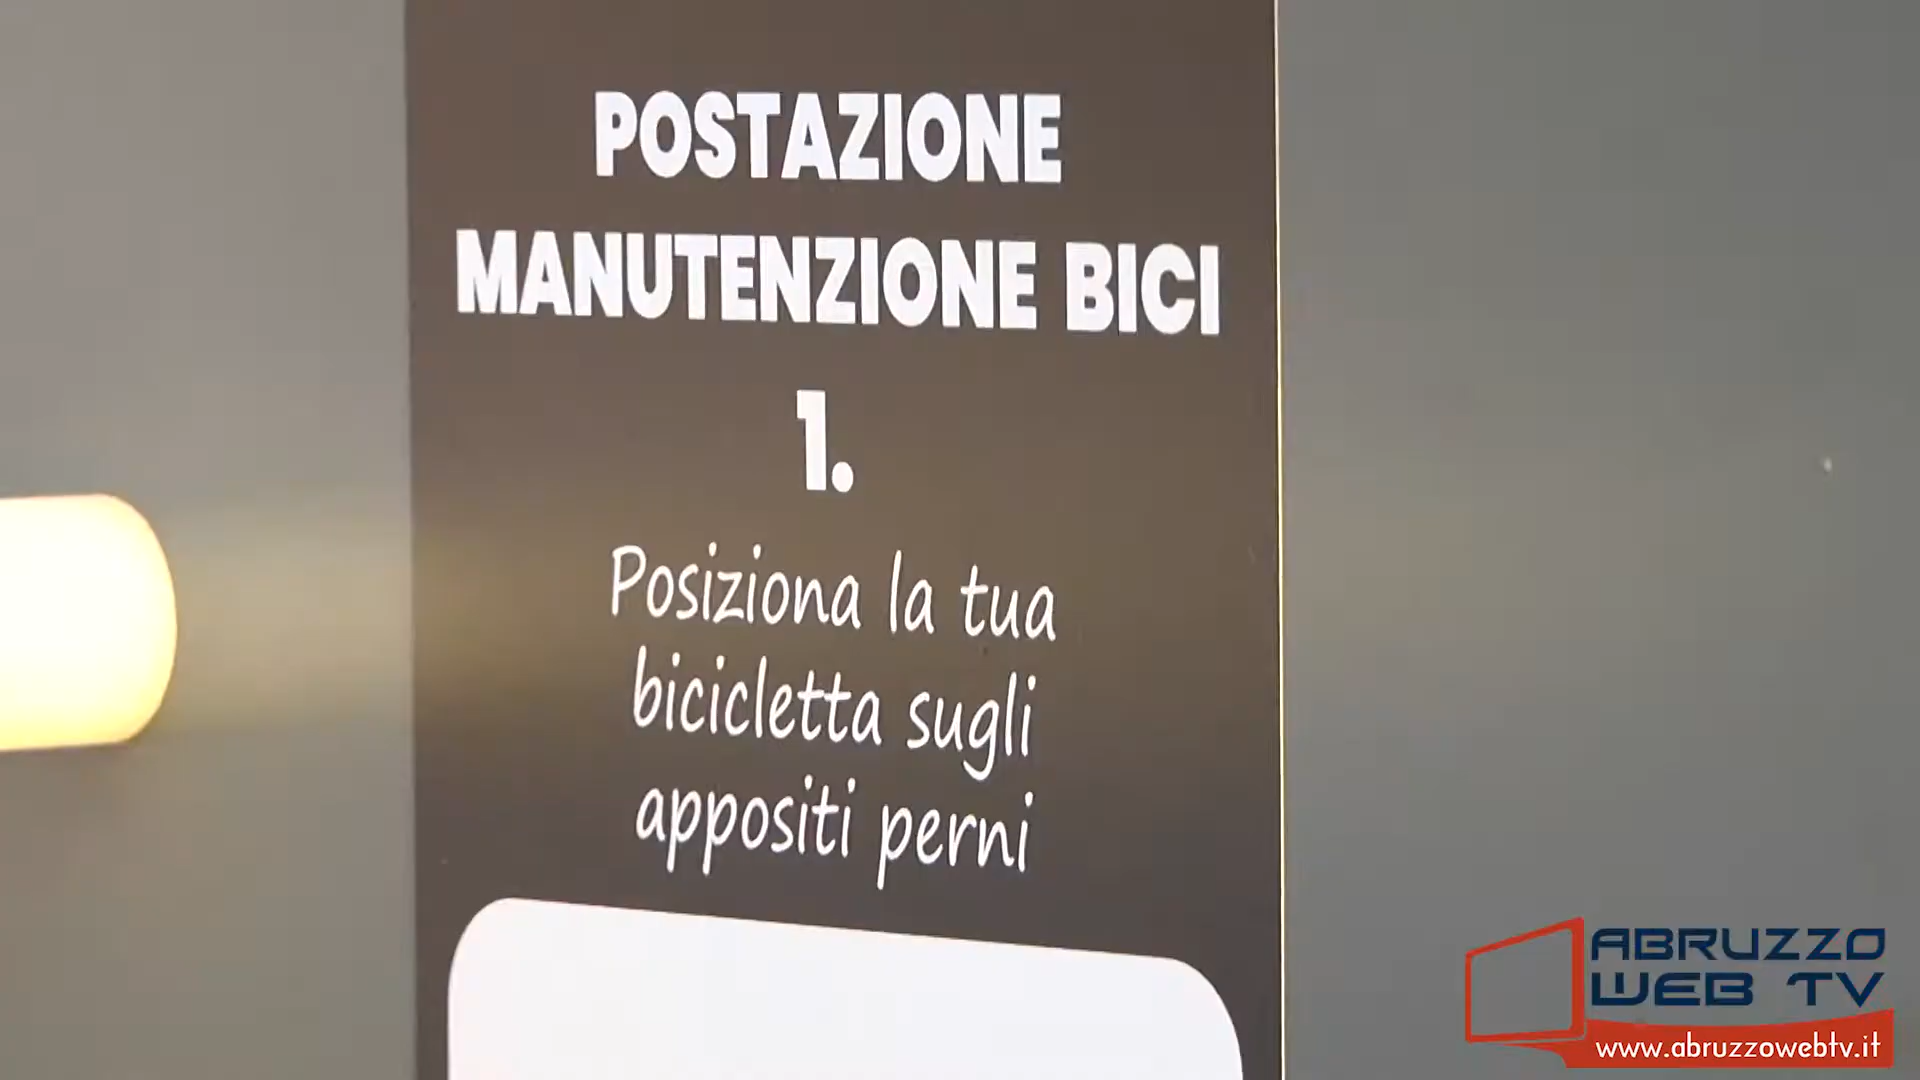 POSTAZIONE
MANUTENZIONE BICI
1.
Posiziona la tua
bicicletta sugli
appositi perni
ABRUZZO
WEB TV
www.abruzzowebtv.it